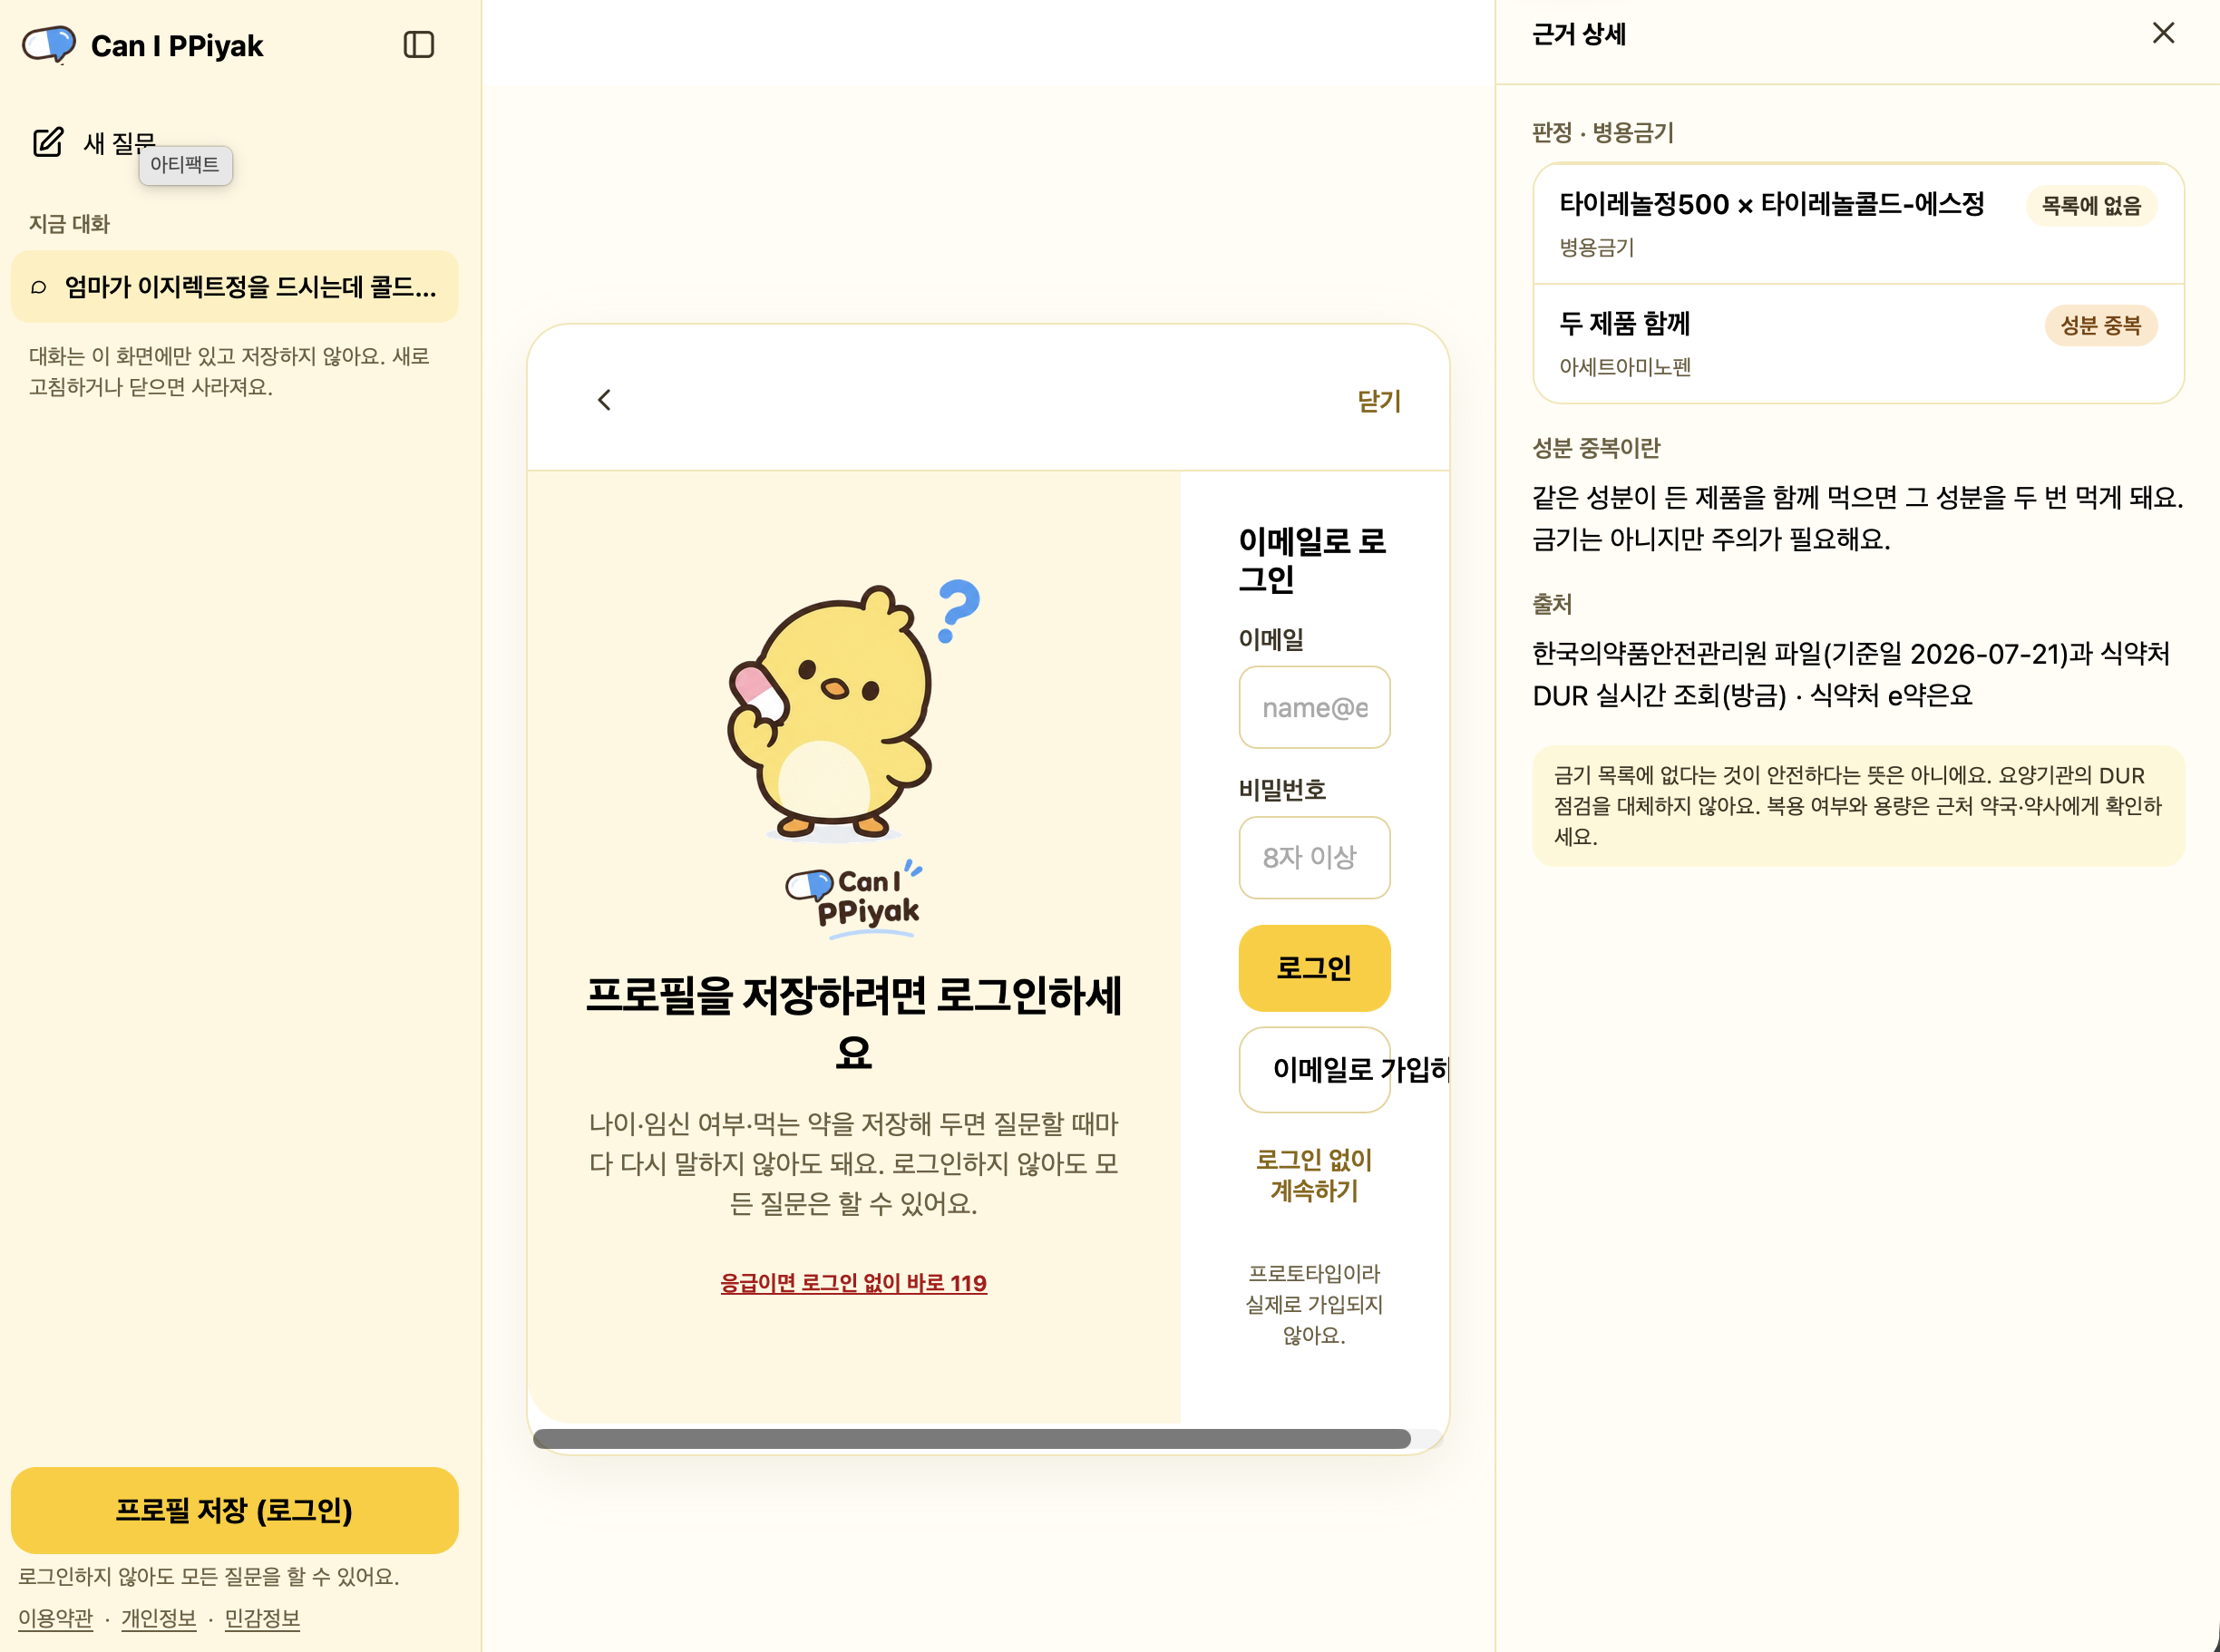 Can I PPiyak
새 질문
아티팩트
지금 대화
엄마가 이지렉트정을 드시는데 콜드...
대화는 이 화면에만 있고 저장하지 않아요. 새로
고침하거나 닫으면 사라져요.
프로필 저장 (로그인)
로그인하지 않아도 모든 질문을 할 수 있어요.
이용약관 · 개인정보 · 민감정보
닫기
?
Can I
PPiyak
프로필을 저장하려면 로그인하세
요
나이·임신 여부·먹는 약을 저장해 두면 질문할 때마
다 다시 말하지 않아도 돼요. 로그인하지 않아도 모
든 질문은 할 수 있어요.
응급이면 로그인 없이 바로 119
이메일로 로
그인
이메일
name@e
비밀번호
8자 이상
로그인
이메일로 가입하
로그인 없이
계속하기
프로토타입이라
실제로 가입되지
않아요.
근거 상세
판정 · 병용금기
타이레놀정500 × 타이레놀콜드-에스정 목록에 없음
병용금기
두 제품 함께 성분 중복
아세트아미노펜
성분 중복이란
같은 성분이 든 제품을 함께 먹으면 그 성분을 두 번 먹게 돼요.
금기는 아니지만 주의가 필요해요.
출처
한국의약품안전관리원 파일(기준일 2026-07-21)과 식약처
DUR 실시간 조회(방금) · 식약처 e약은요
금기 목록에 없다는 것이 안전하다는 뜻은 아니에요. 요양기관의 DUR
점검을 대체하지 않아요. 복용 여부와 용량은 근처 약국·약사에게 확인하
세요.